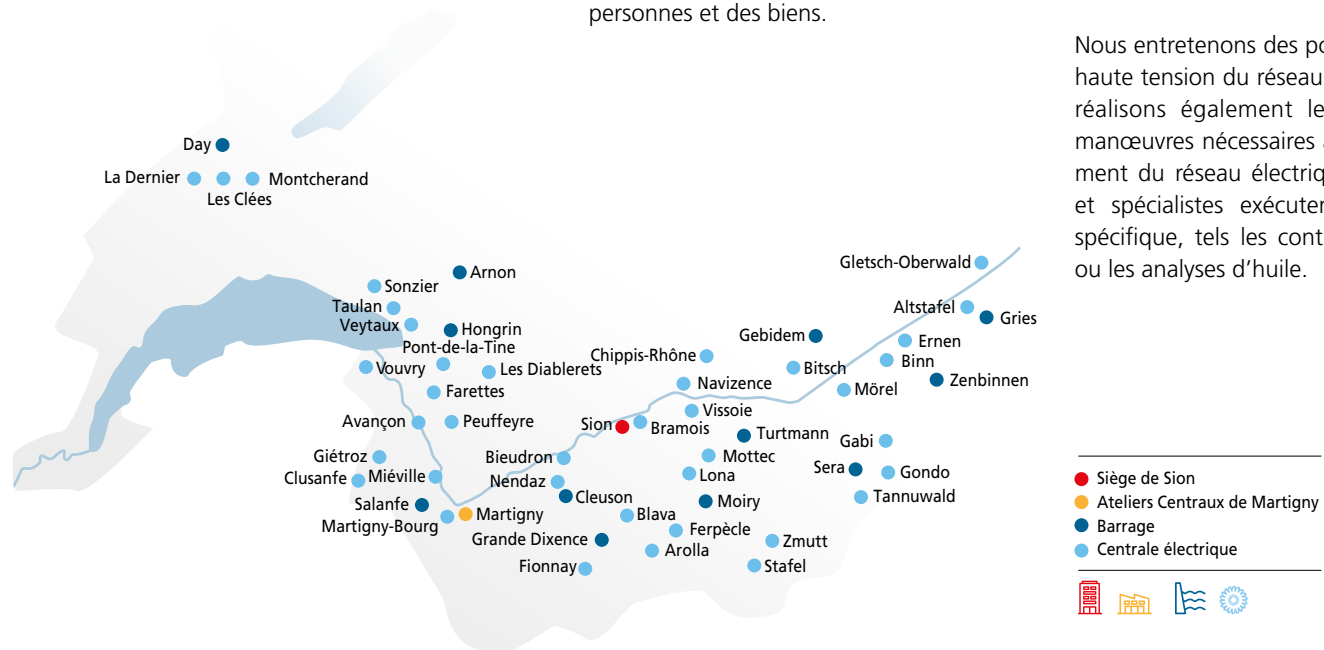 personnes et des biens.
Nous entretenons des
haute tension du réseau
réalisons également
manœuvres nécessaires
ment du réseau
et spécialistes
spécifique, tels les
ou les analyses d’huile.
Day
La Dernier
Montcherand
Les Clées
Gletsch-Oberwald
Arnon
Sonzier
Taulan
Altstafel
Gries
Veytaux
Hongrin
Gebidem
Ernen
Pont-de-la-Tine
Chippis-Rhône
Binn
Vouvry
Les Diablerets
Bitsch
Zenbinnen
Navizence
Mörel
Farettes
Vissoie
Avançon
Peuffeyre
Sion
Bramois
Turtmann
Gabi
Giétroz
Bieudron
Mottec
Clusanfe
Miéville
Nendaz
Lona
Sera
Gondo
Salanfe
Cleuson
Moiry
Tannuwald
Martigny
Martigny-Bourg
Blava
Grande Dixence
Ferpècle
Zmutt
Arolla
Fionnay
Stafel
Siège de Sion
Ateliers Centraux de Martigny
Barrage
Centrale électrique